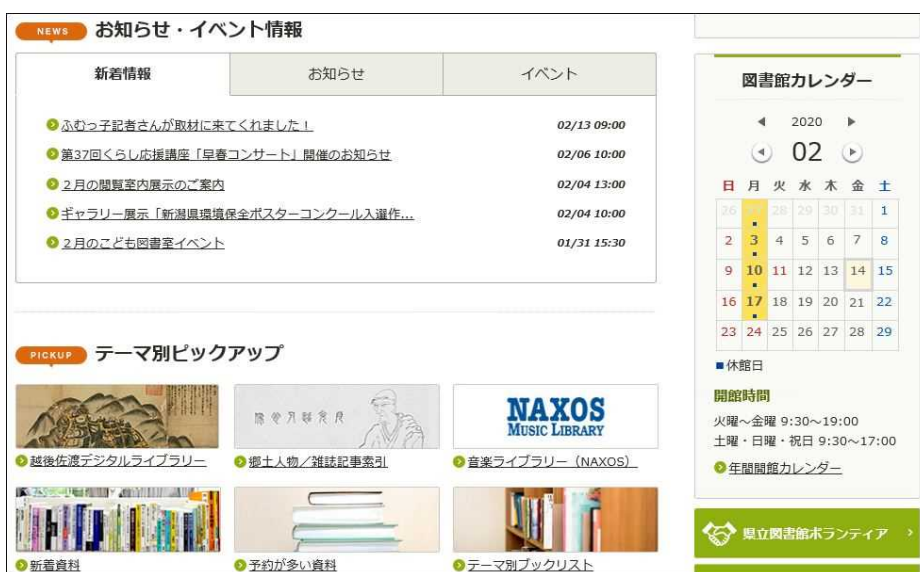 NEWS お知らせ・イベント情報
新着情報 お知らせ イベント
ふむっ子記者さんが取材に来てくれました！ 02/13 09:00
第37回くらし応援講座「早春コンサート」開催のお知らせ 02/06 10:00
２月の閲覧室内展示のご案内 02/04 13:00
ギャラリー展示「新潟県環境保全ポスターコンクール入選作... 02/04 10:00
２月のこども図書室イベント 01/31 15:30
PICKUP テーマ別ピックアップ
NAXOS
MUSIC LIBRARY
越後佐渡デジタルライブラリー 郷土人物／雑誌記事索引 音楽ライブラリー（NAXOS）
新着資料 予約が多い資料 テーマ別ブックリスト
図書館カレンダー
2020
02
日 月 火 水 木 金 土
26 28 29 30 31 1
2 3 4 5 6 7 8
9 10 11 12 13 14 15
16 17 18 19 20 21 22
23 24 25 26 27 28 29
休館日
開館時間
火曜～金曜 9:30～19:00
土曜・日曜・祝日 9:30～17:00
年間開館カレンダー
県立図書館ボランティア